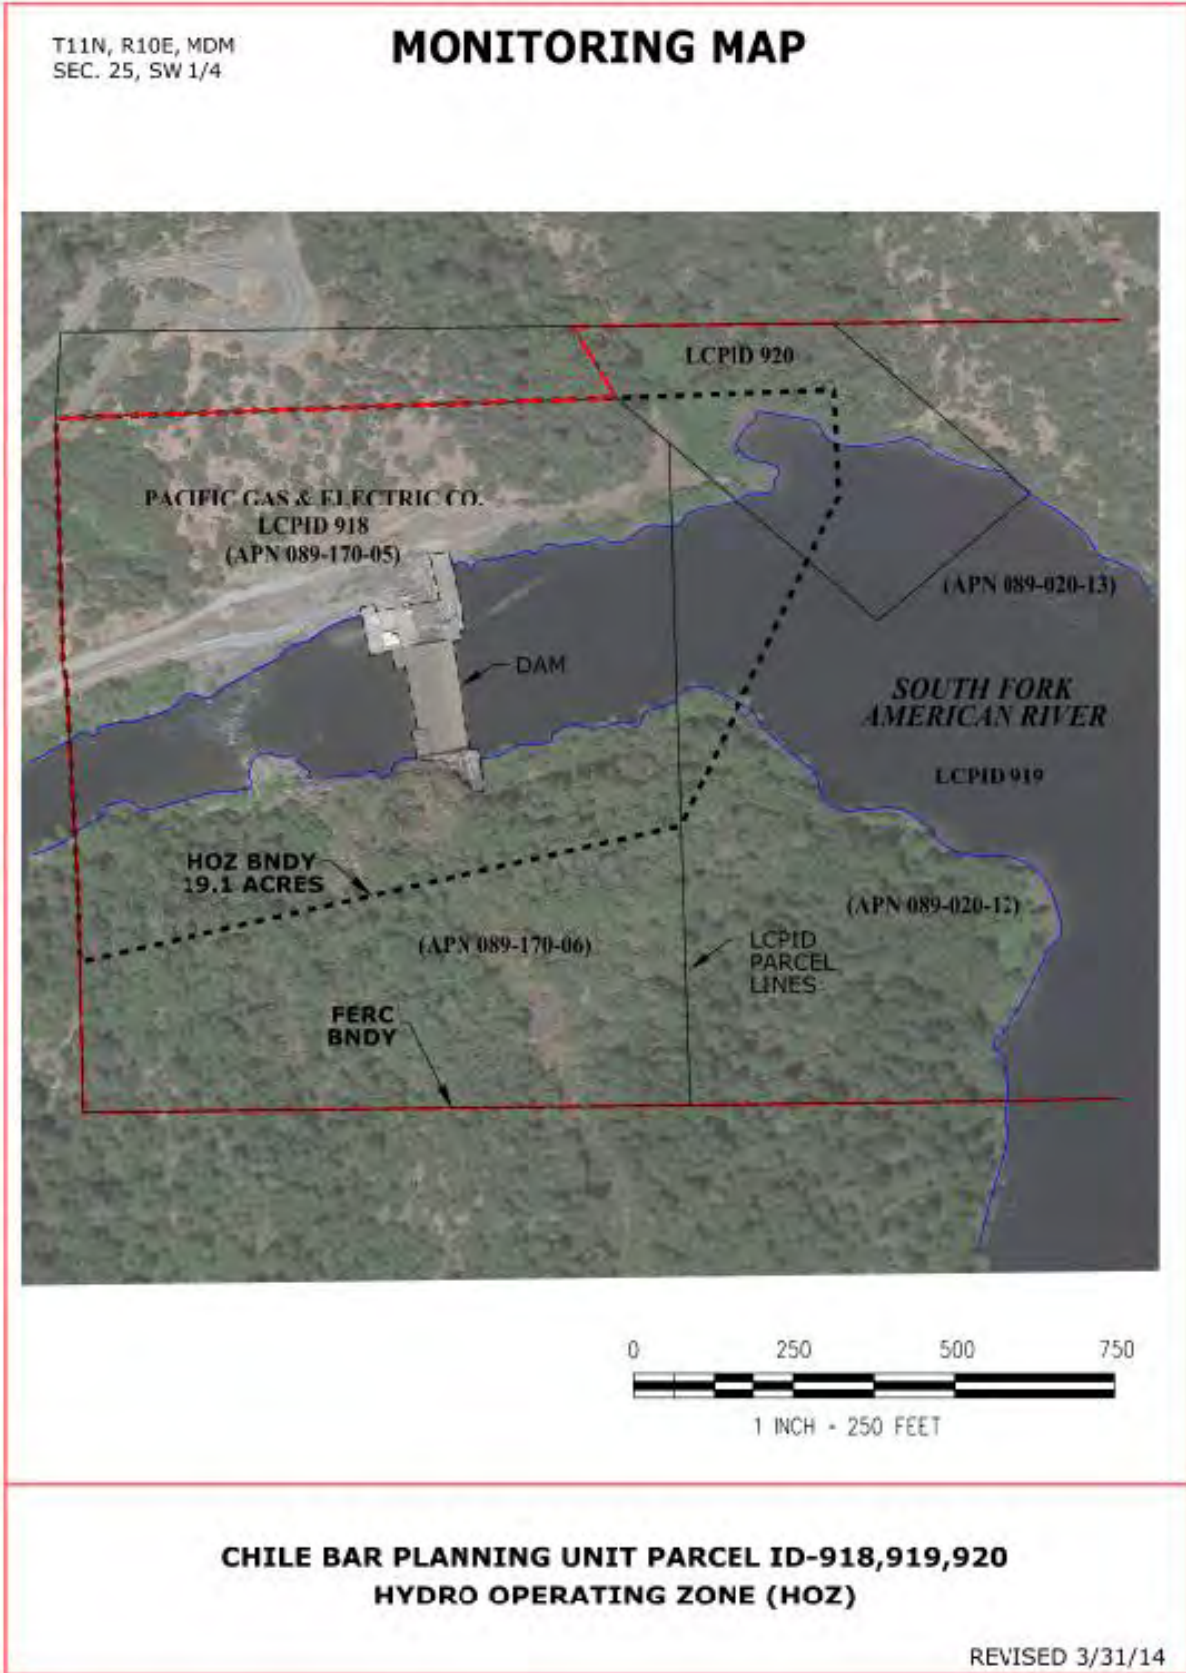 T11N, R10E, MDM
SEC. 25, SW 1/4
MONITORING MAP
LCPID 920
PACIFIC GAS & ELECTRIC CO.
LCPID 918
(APN 089-170-05)
(APN 089-020-13)
DAM
SOUTH FORK
AMERICAN RIVER
LCPID 919
HOZ BNDY
19.1 ACRES
(APN 089-020-12)
(APN 089-170-06)
LCPID
PARCEL
LINES
FERC
BNDY
0 250 500 750
1 INCH - 250 FEET
CHILE BAR PLANNING UNIT PARCEL ID-918,919,920
HYDRO OPERATING ZONE (HOZ)
REVISED 3/31/14